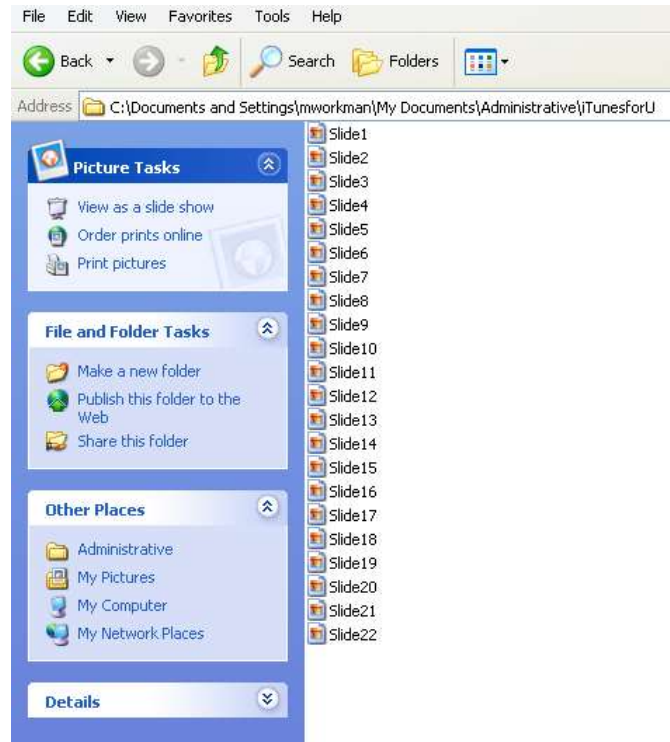 File Edit View Favorites Tools Help
Back Search Folders
Address C:\Documents and Settings\mworkman\My Documents\Administrative\iTunesforU
Picture Tasks
View as a slide show
Order prints online
Print pictures
File and Folder Tasks
Make a new folder
Publish this folder to the
Web
Share this folder
Other Places
Administrative
My Pictures
My Computer
My Network Places
Details
Slide1
Slide2
Slide3
Slide4
Slide5
Slide6
Slide7
Slide8
Slide9
Slide10
Slide11
Slide12
Slide13
Slide14
Slide15
Slide16
Slide17
Slide18
Slide19
Slide20
Slide21
Slide22